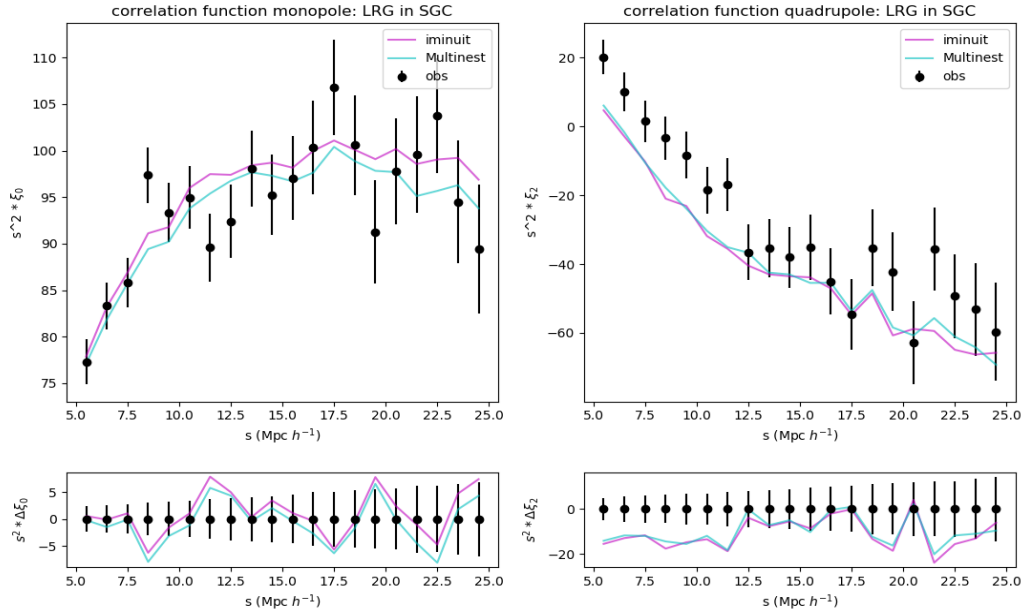 correlation function monopole: LRG in SGC
iminuit
Multinest
obs
s^2 * ξ₀
110
105
100
95
90
85
80
75
5.0 7.5 10.0 12.5 15.0 17.5 20.0 22.5 25.0
s (Mpc h⁻¹)
correlation function quadrupole: LRG in SGC
iminuit
Multinest
obs
s^2 * ξ₂
20
0
−20
−40
−60
5.0 7.5 10.0 12.5 15.0 17.5 20.0 22.5 25.0
s (Mpc h⁻¹)
s² * Δξ₀
5
0
−5
5.0 7.5 10.0 12.5 15.0 17.5 20.0 22.5 25.0
s (Mpc h⁻¹)
s² * Δξ₂
0
−20
5.0 7.5 10.0 12.5 15.0 17.5 20.0 22.5 25.0
s (Mpc h⁻¹)